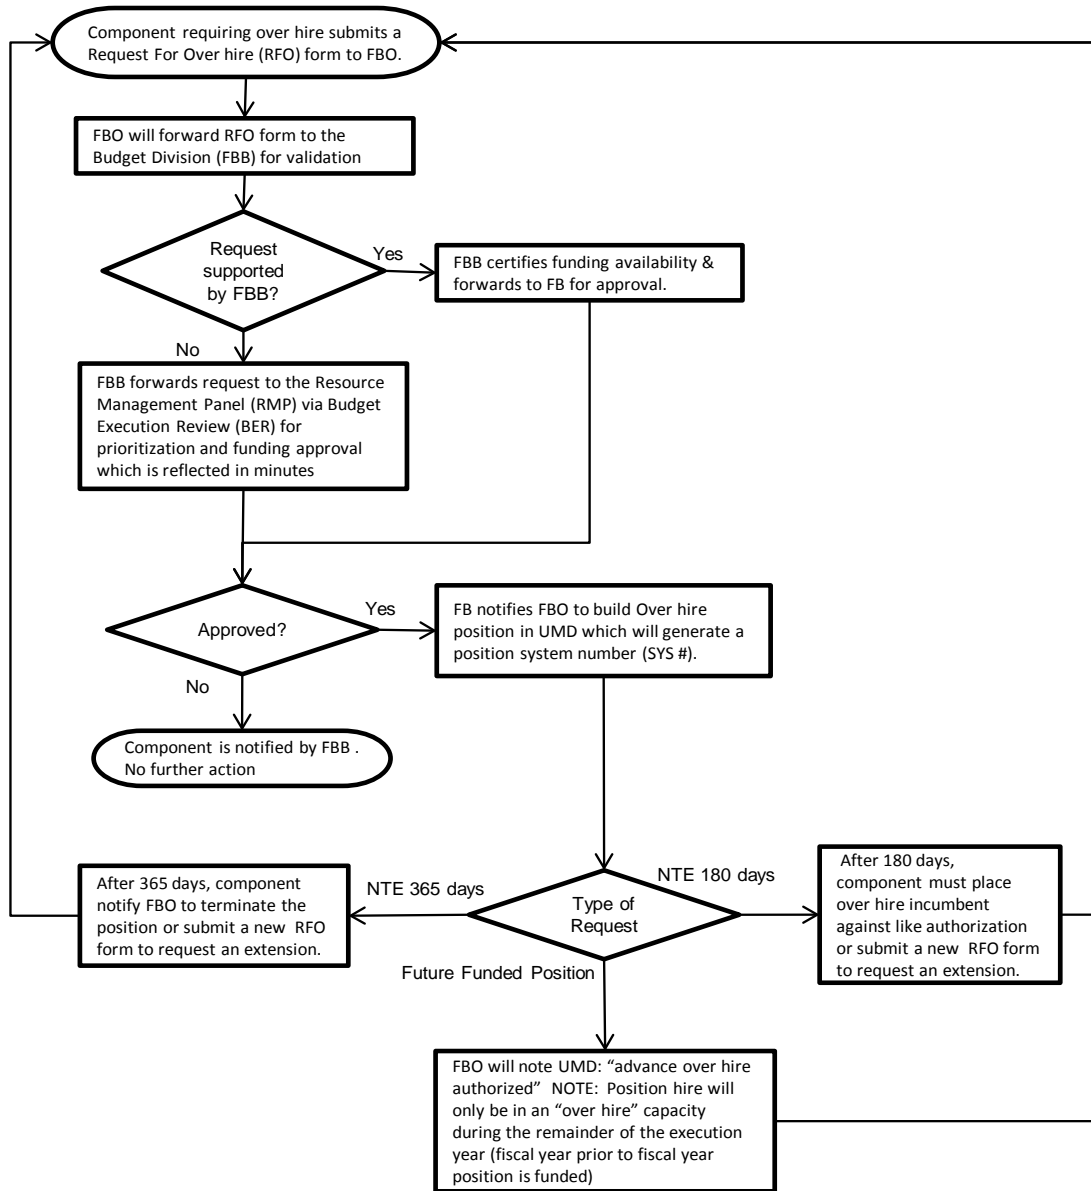 Component requiring over hire submits a
Request For Over hire (RFO) form to FBO.
FBO will forward RFO form to the
Budget Division (FBB) for validation
Request
supported
by FBB?
Yes
FBB certifies funding availability &
forwards to FB for approval.
No
FBB forwards request to the Resource
Management Panel (RMP) via Budget
Execution Review (BER) for
prioritization and funding approval
which is reflected in minutes
Approved?
Yes
FB notifies FBO to build Over hire
position in UMD which will generate a
position system number (SYS #).
No
Component is notified by FBB .
No further action
Type of
Request
NTE 365 days
After 365 days, component
notify FBO to terminate the
position or submit a new  RFO
form to request an extension.
NTE 180 days
After 180 days,
component must place
over hire incumbent
against like authorization
or submit a new  RFO form
to request an extension.
Future Funded Position
FBO will note UMD: “advance over hire
authorized”  NOTE:  Position hire will
only be in an “over hire” capacity
during the remainder of the execution
year (fiscal year prior to fiscal year
position is funded)